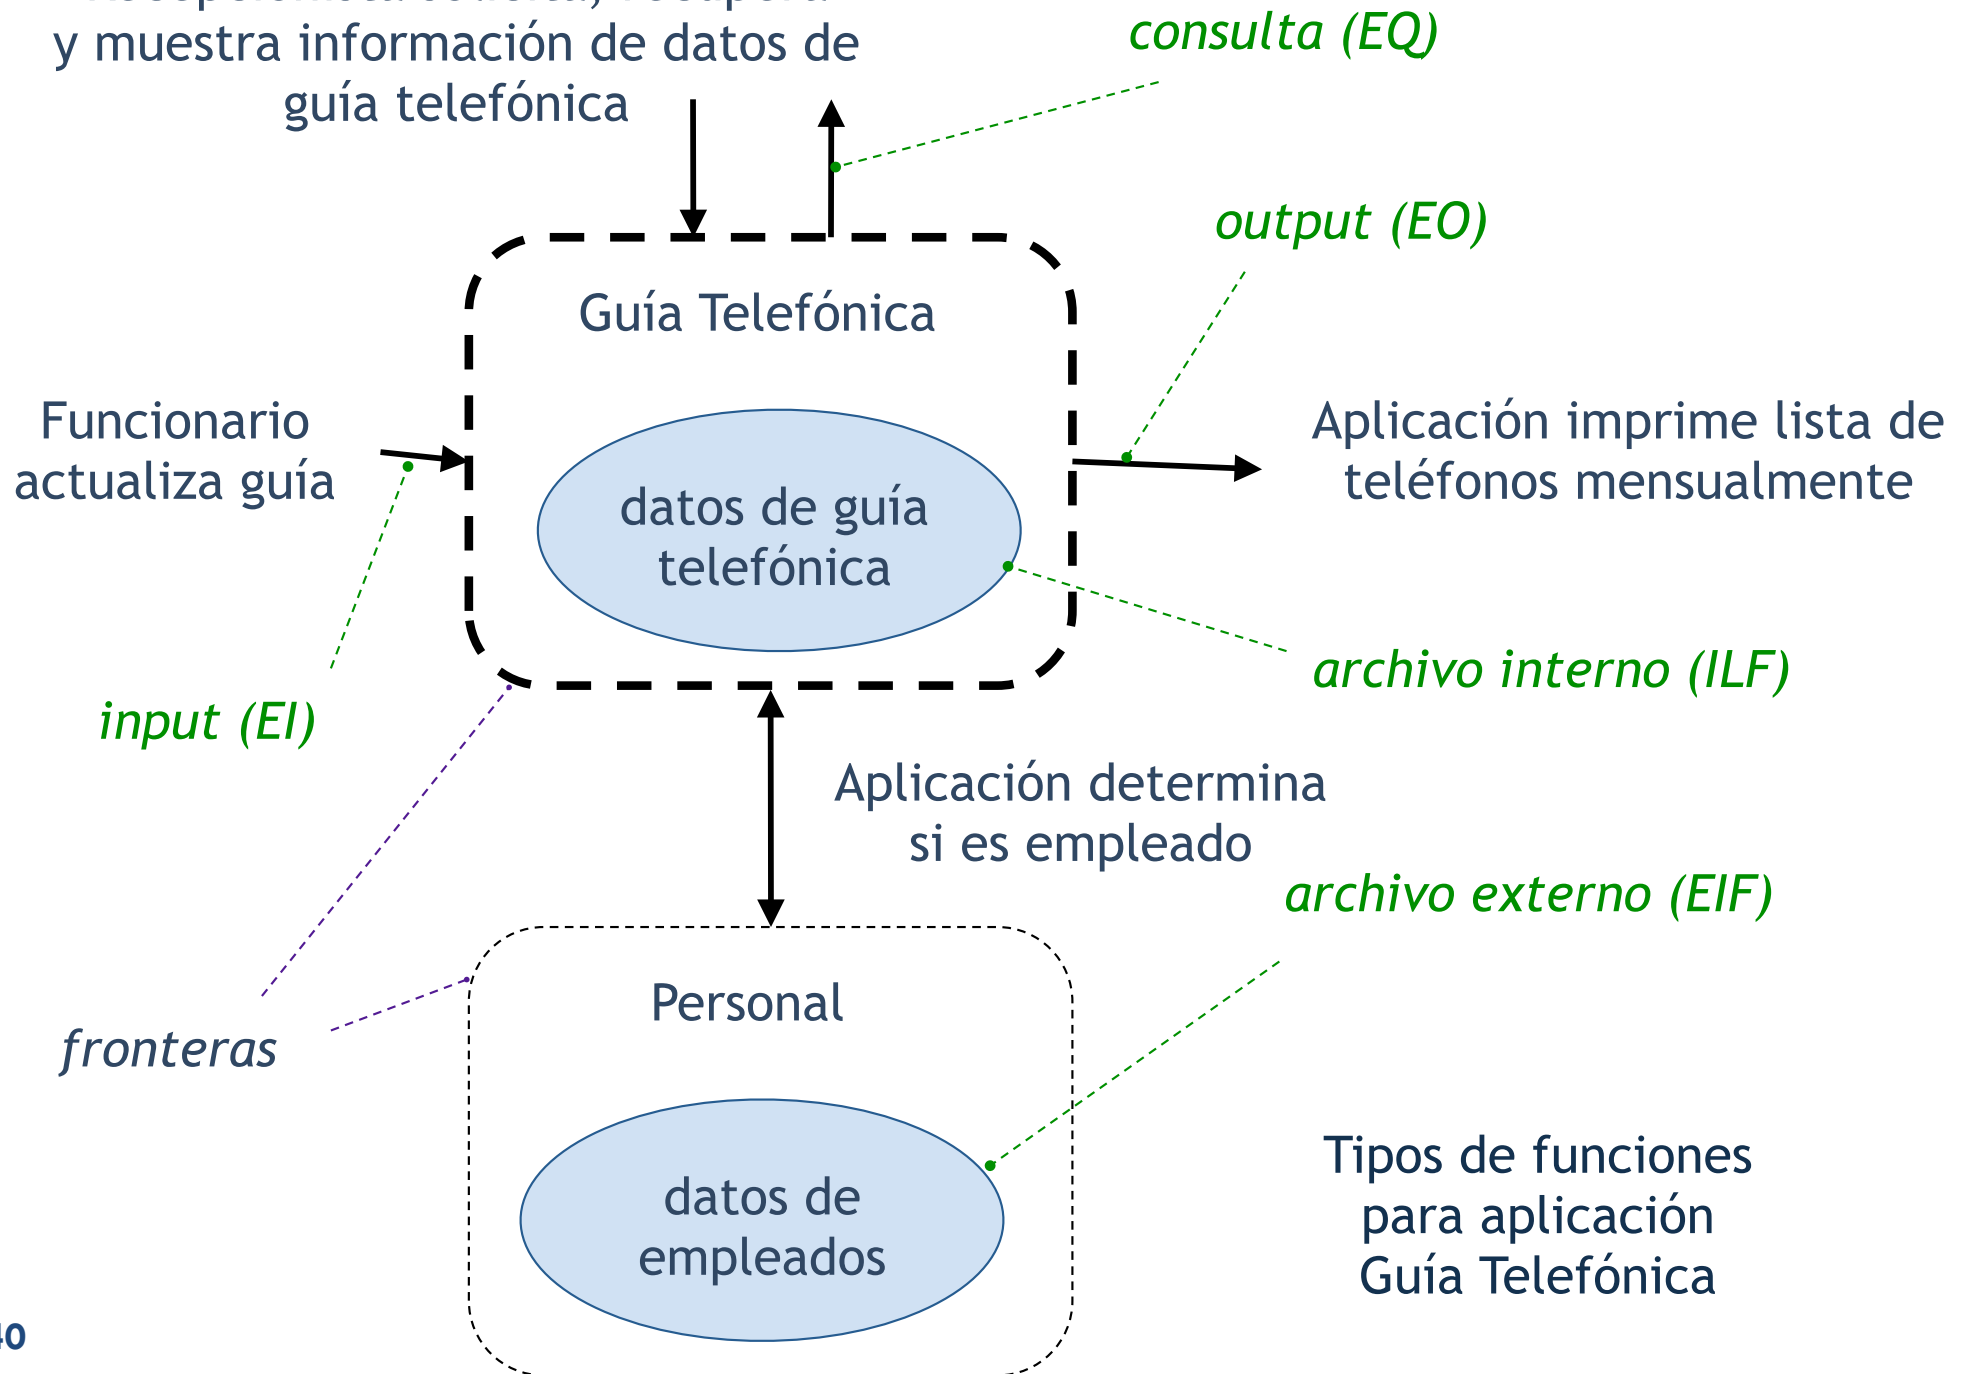 y muestra información de datos de
guía telefónica
consulta (EQ)
output (EO)
Guía Telefónica
Funcionario
actualiza guía
datos de guía
telefónica
Aplicación imprime lista de
teléfonos mensualmente
archivo interno (ILF)
input (EI)
Aplicación determina
si es empleado
archivo externo (EIF)
Personal
fronteras
datos de
empleados
Tipos de funciones
para aplicación
Guía Telefónica